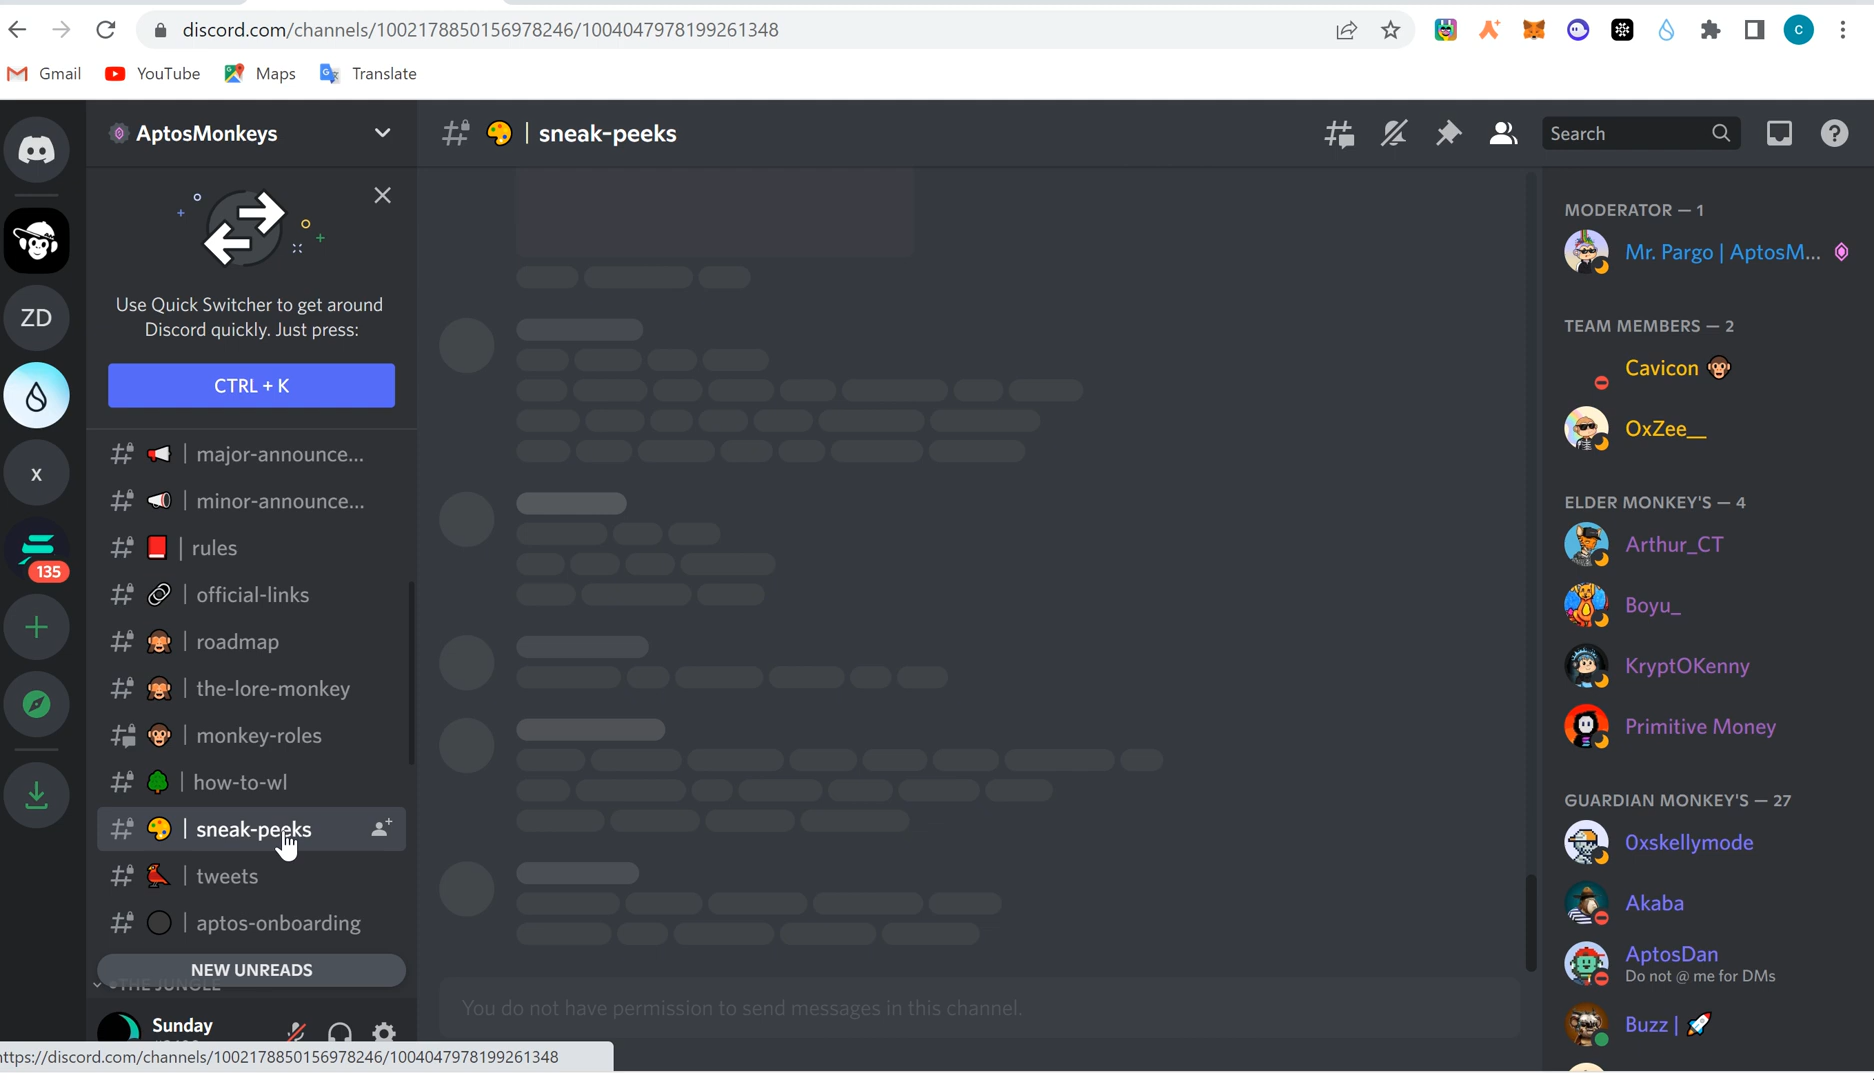 discord.com/channels/1002178850156978246/1004047978199261348
C
Gmail
YouTube
Maps
Translate
AptosMonkeys
| sneak-peeks
Search
Use Quick Switcher to get around
Discord quickly. Just press:
CTRL + K
ZD
x
135
| major-announce...
| minor-announce...
| rules
| official-links
| roadmap
| the-lore-monkey
| monkey-roles
| how-to-wl
| sneak-peeks
| tweets
| aptos-onboarding
NEW UNREADS
THE JUNGLE
Sunday
ttps://discord.com/channels/1002178850156978246/1004047978199261348
You do not have permission to send messages in this channel.
MODERATOR — 1
Mr. Pargo | AptosM...
TEAM MEMBERS — 2
Cavicon
OxZee__
ELDER MONKEY'S — 4
Arthur_CT
Boyu_
KryptOKenny
Primitive Money
GUARDIAN MONKEY'S — 27
0xskellymode
Akaba
AptosDan
Do not @ me for DMs
Buzz |